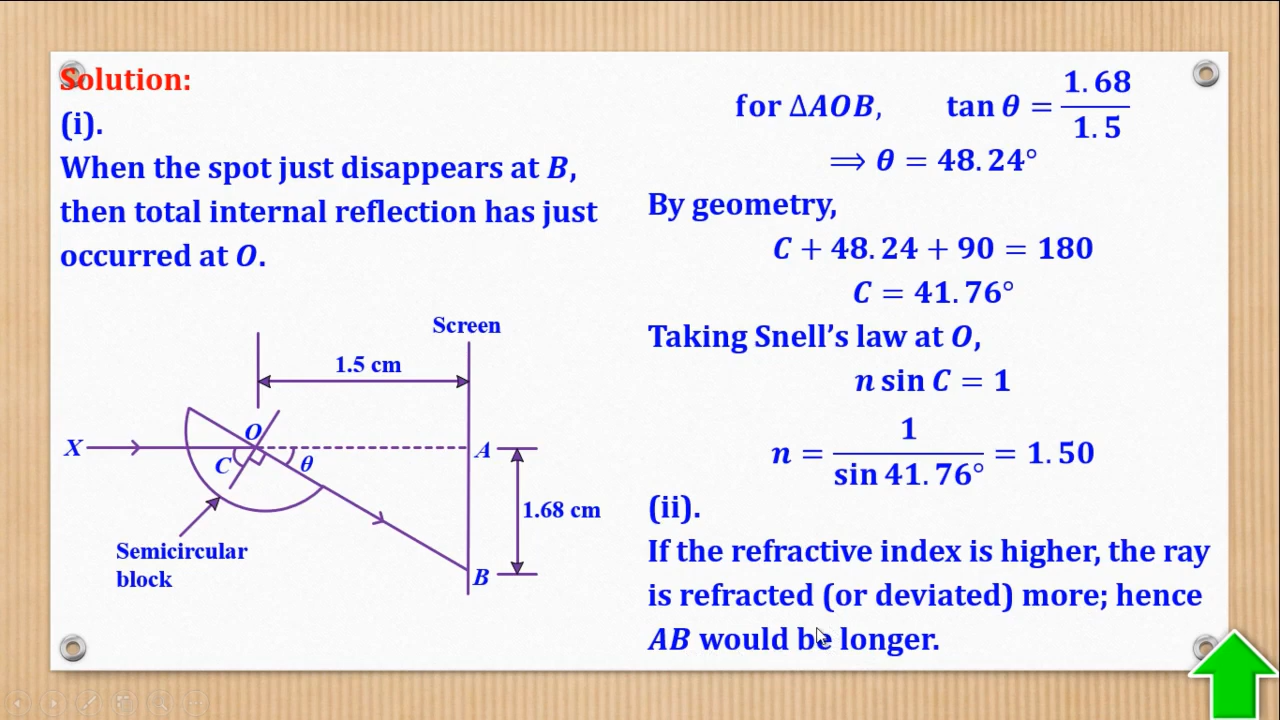 Solution:
(i).
When the spot just disappears at B,
then total internal reflection has just
occurred at O.
Screen
1.5 cm
X
O
A
C
θ
1.68 cm
Semicircular
block
B
for ΔAOB, tan θ = 1.68/1.5
⟹ θ = 48.24°
By geometry,
C + 48.24 + 90 = 180
C = 41.76°
Taking Snell’s law at O,
n sin C = 1
n = 1/sin 41.76° = 1.50
(ii).
If the refractive index is higher, the ray
is refracted (or deviated) more; hence
AB would be longer.